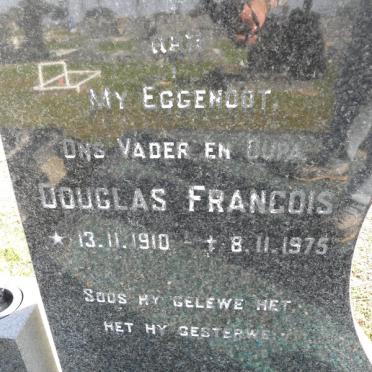 VAN
MY EGGENOOT,
ONS VADER EN OUPA
DOUGLAS FRANCOIS
* 13.11.1910 - † 8.11.1975
SOOS HY GELEWE HET
HET HY GESTERWE.